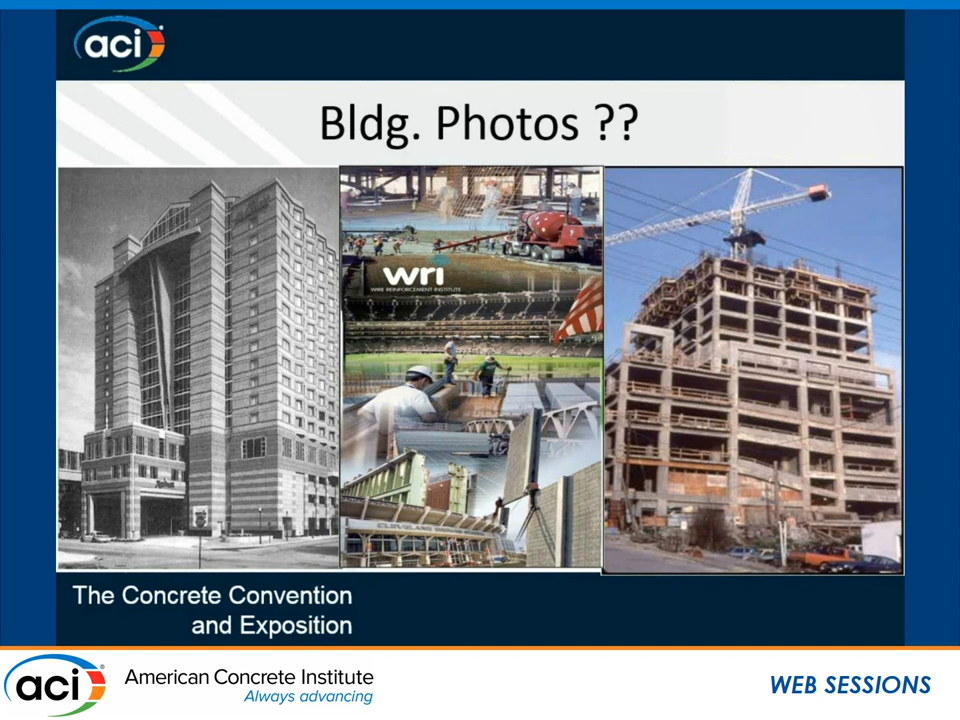 aci
Bldg. Photos ??
wri
WIRE REINFORCEMENT INSTITUTE
The Concrete Convention
and Exposition
aci®
American Concrete Institute
Always advancing
WEB SESSIONS